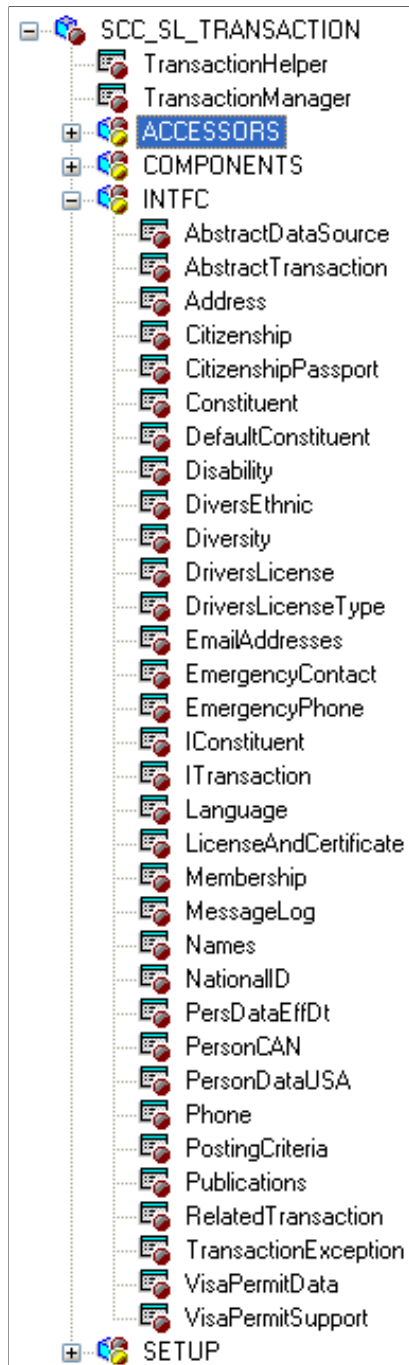 SCC_SL_TRANSACTION
TransactionHelper
TransactionManager
ACCESSORS
COMPONENTS
INTFC
AbstractDataSource
AbstractTransaction
Address
Citizenship
CitizenshipPassport
Constituent
DefaultConstituent
Disability
DiversEthnic
Diversity
DriversLicense
DriversLicenseType
EmailAddresses
EmergencyContact
EmergencyPhone
IConstituent
ITransaction
Language
LicenseAndCertificate
Membership
MessageLog
Names
NationalID
PersDataEffDt
PersonCAN
PersonDataUSA
Phone
PostingCriteria
Publications
RelatedTransaction
TransactionException
VisaPermitData
VisaPermitSupport
SETUP